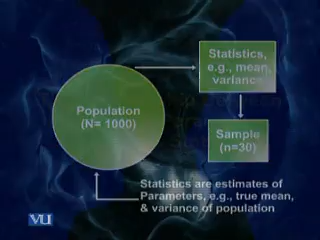 Statistics,
e.g., mean,
variance
Population
(N= 1000)
Sample
(n=30)
Statistics are estimates of
Parameters, e.g., true mean,
& variance of population
VU